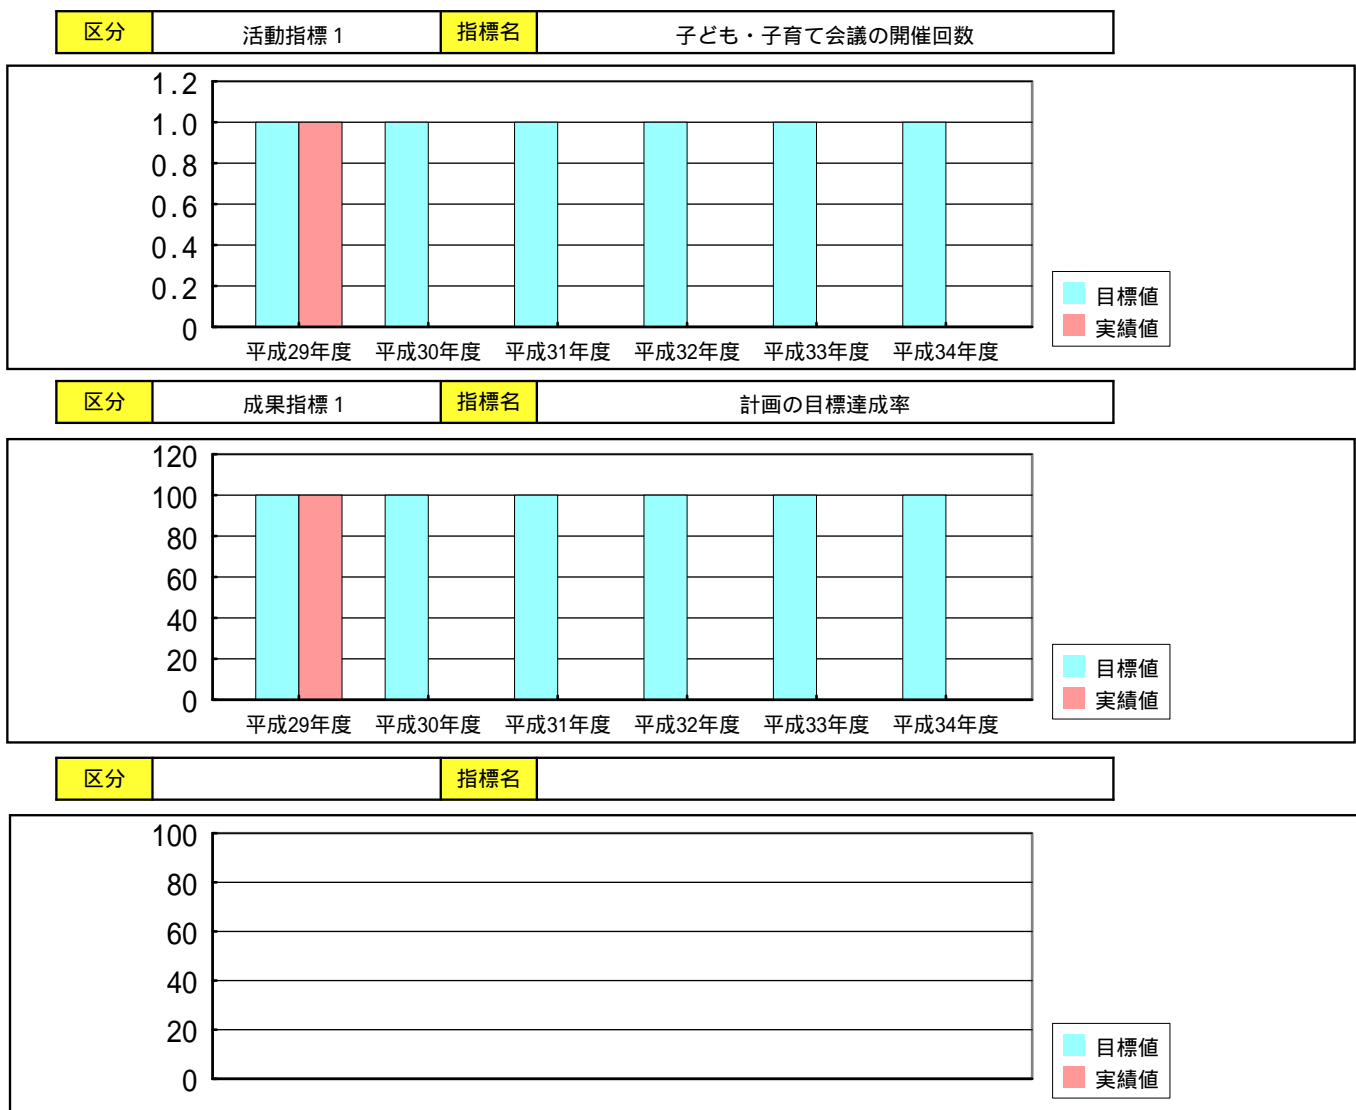 区分 活動指標１ 指標名 子ども・子育て会議の開催回数
1.2
1.0
0.8
0.6
0.4
0.2
0
平成29年度 平成30年度 平成31年度 平成32年度 平成33年度 平成34年度
目標値
実績値
区分 成果指標１ 指標名 計画の目標達成率
120
100
80
60
40
20
0
平成29年度 平成30年度 平成31年度 平成32年度 平成33年度 平成34年度
目標値
実績値
区分 指標名
100
80
60
40
20
0
目標値
実績値